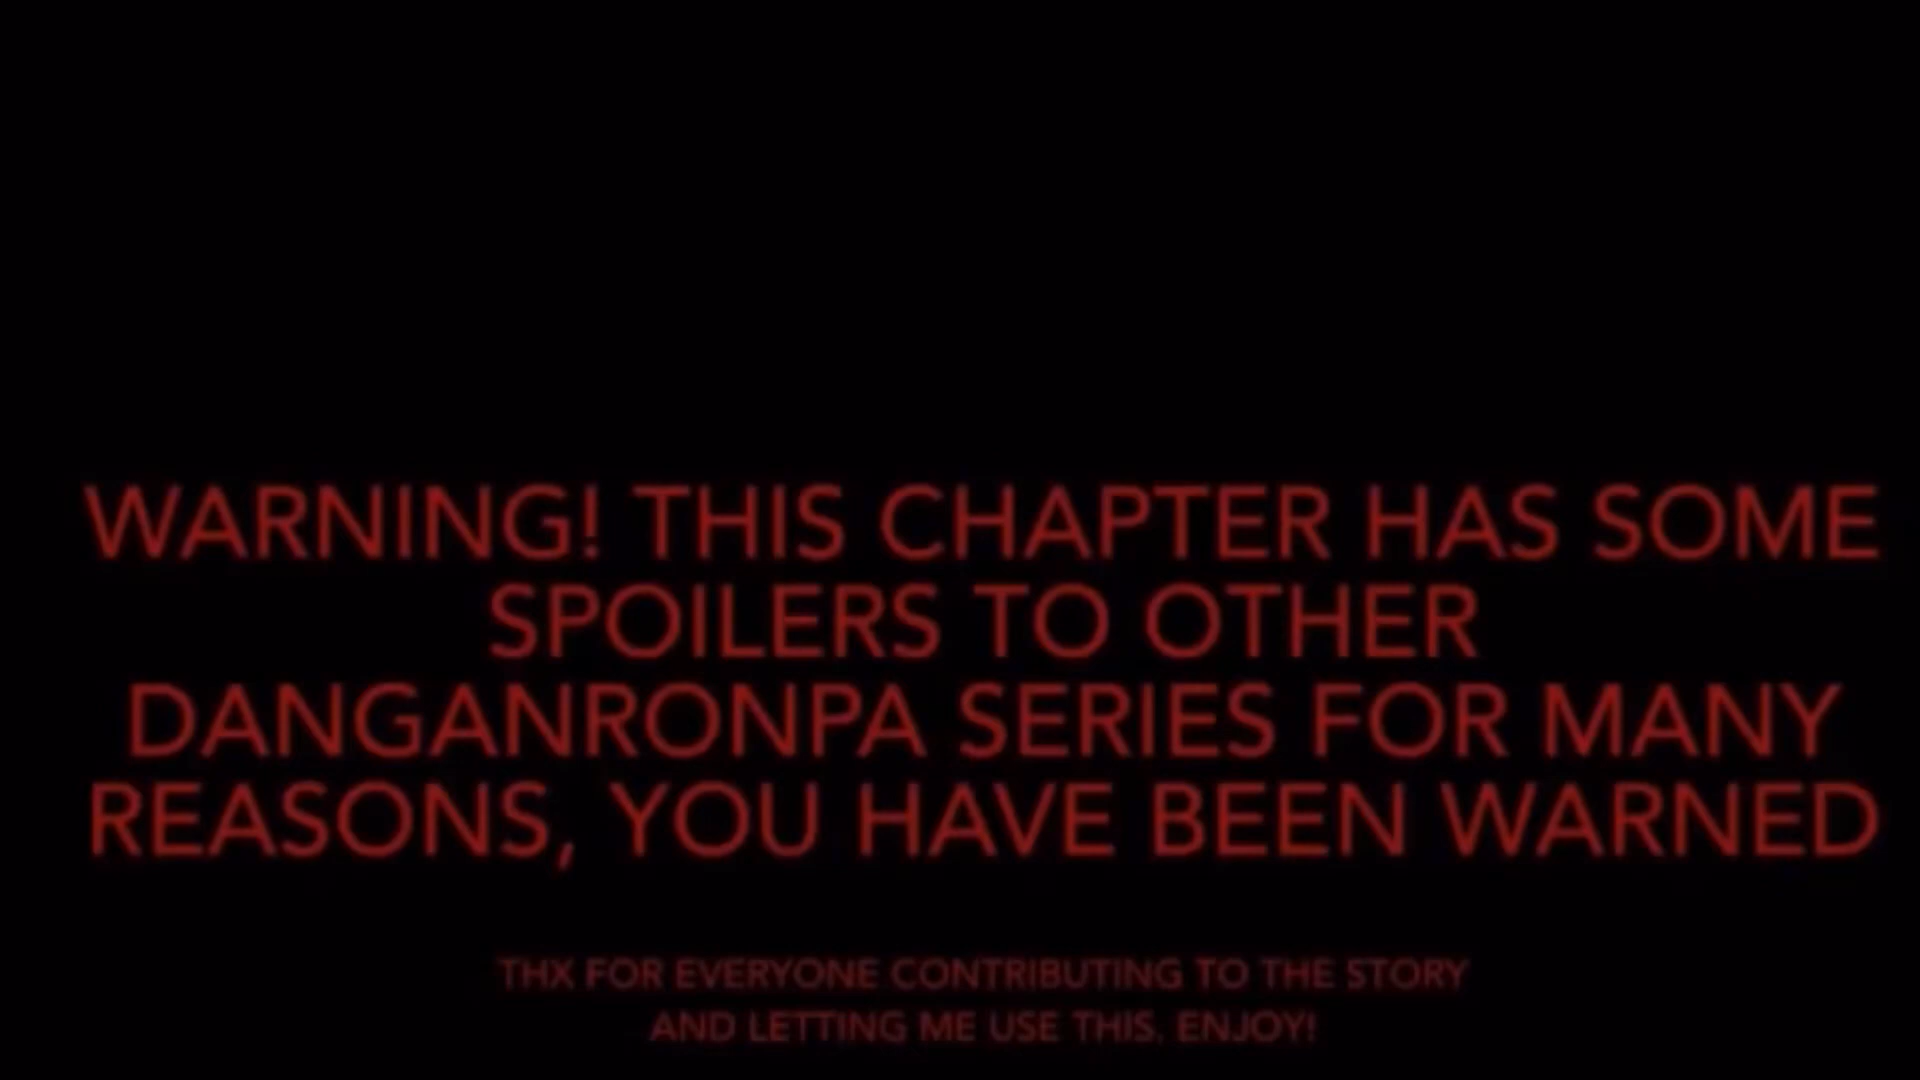 WARNING! THIS CHAPTER HAS SOME
SPOILERS TO OTHER
DANGANRONPA SERIES FOR MANY
REASONS, YOU HAVE BEEN WARNED
THX FOR EVERYONE CONTRIBUTING TO THE STORY
AND LETTING ME USE THIS. ENJOY!